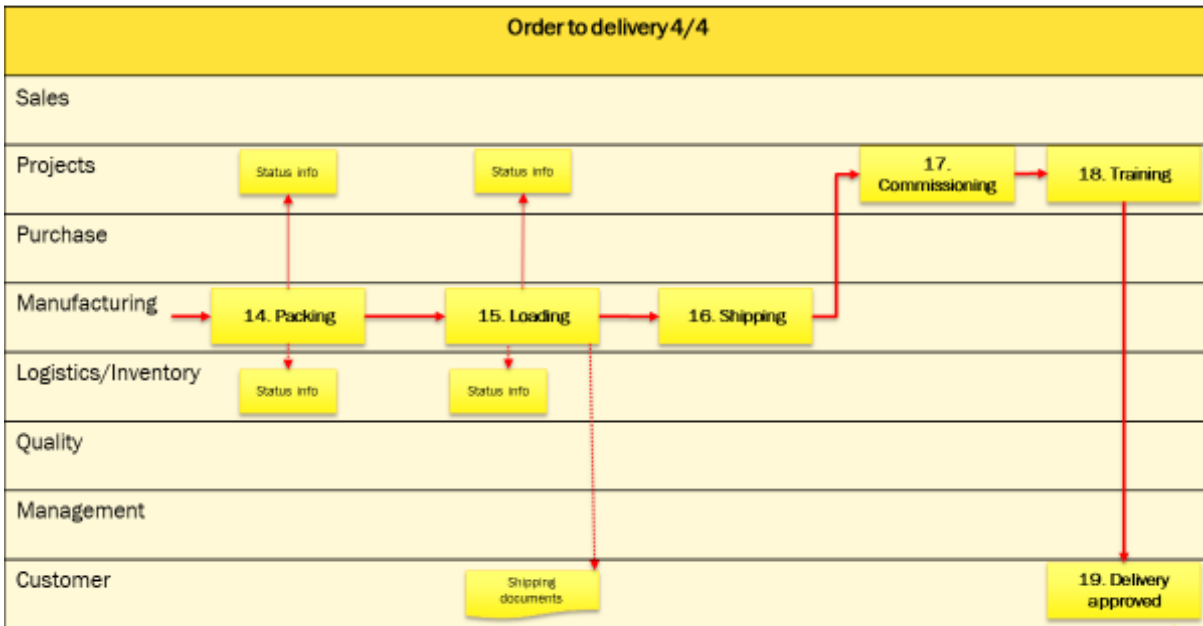 Order to delivery 4/4
Sales
Projects
Status info
Status info
17.
Commissioning
18. Training
Purchase
Manufacturing
14. Packing
15. Loading
16. Shipping
Logistics/Inventory
Status info
Status info
Quality
Management
Customer
Shipping
documents
19. Delivery
approved